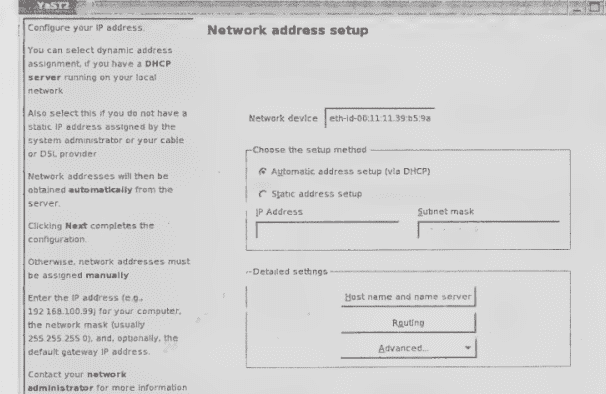 YaST2
Configure your IP address.
You can select dynamic address
assignment, if you have a DHCP
server running on your local
network
Also select this if you do not have a
static IP address assigned by the
system administrator or your cable
or DSL provider
Network addresses will then be
obtained automatically from the
server.
Clicking Next completes the
configuration.
Otherwise, network addresses must
be assigned manually
Enter the IP address (e.g.,
192.168.100.99) for your computer,
the network mask (usually
255.255.255.0), and, optionally, the
default gateway IP address.
Contact your network
administrator for more information
Network address setup
Network device eth-id-00:11:11:39:b5:9a
Choose the setup method
Automatic address setup (via DHCP)
Static address setup
IP Address Subnet mask
Detailed settings
Host name and name server
Routing
Advanced...